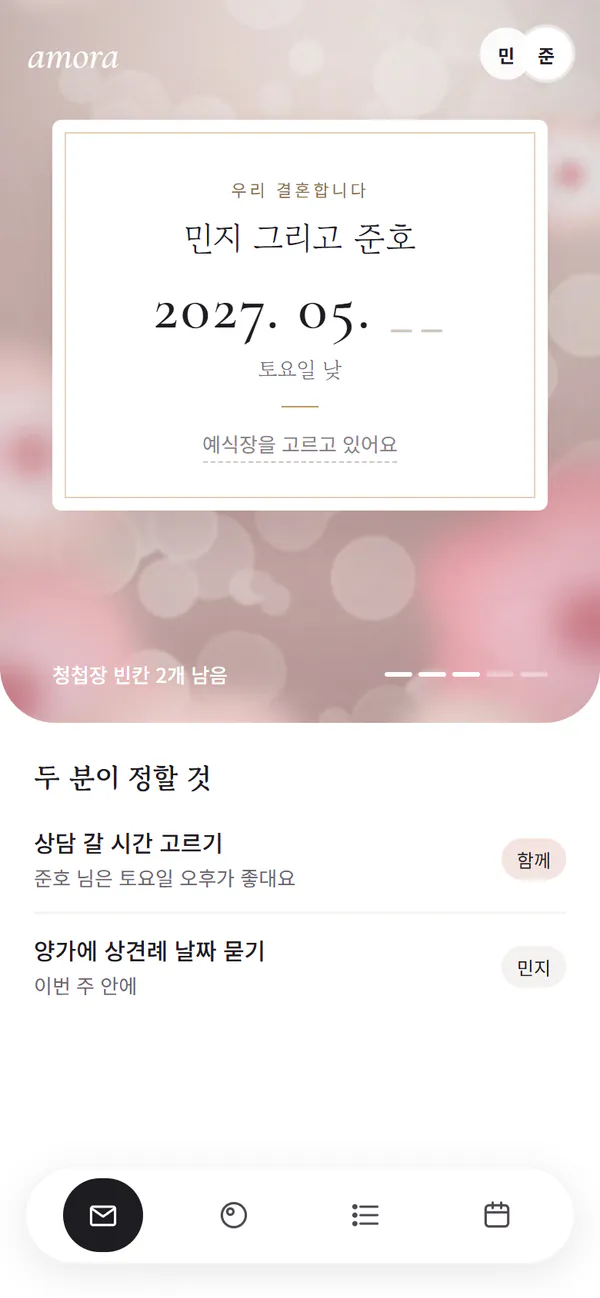 amora
민 준
우리 결혼합니다
민지 그리고 준호
2027. 05. _ _
토요일 낮
예식장을 고르고 있어요
청첩장 빈칸 2개 남음
두 분이 정할 것
상담 갈 시간 고르기
준호 님은 토요일 오후가 좋대요
함께
양가에 상견례 날짜 묻기
이번 주 안에
민지